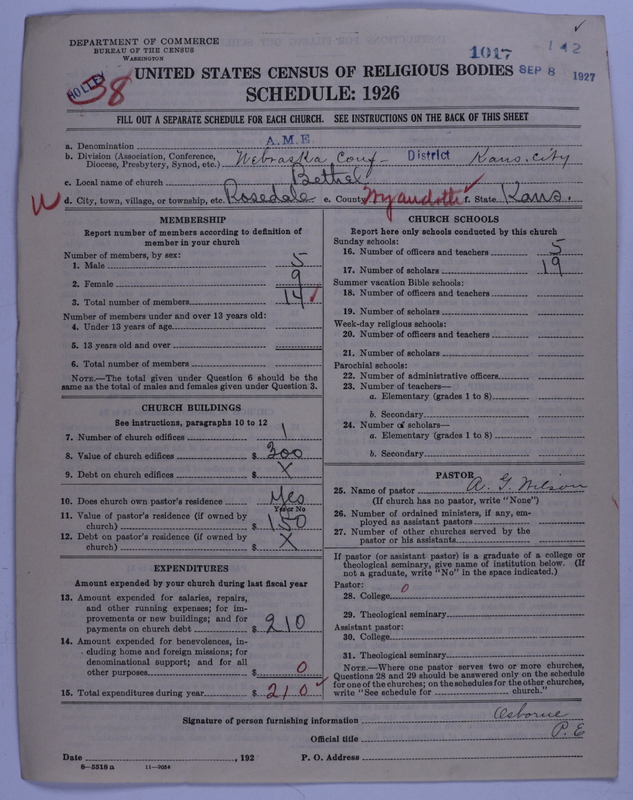 DEPARTMENT OF COMMERCE
BUREAU OF THE CENSUS
WASHINGTON
1017
142
SEP 8 1927
HOLLEY
38
UNITED STATES CENSUS OF RELIGIOUS BODIES
SCHEDULE: 1926
FILL OUT A SEPARATE SCHEDULE FOR EACH CHURCH. SEE INSTRUCTIONS ON THE BACK OF THIS SHEET
a. Denomination A.M.E.
b. Division (Association, Conference, Diocese, Presbytery, Synod, etc.) Nebraska Conf- District Kans. City
c. Local name of church Bethel
W d. City, town, village, or township, etc. Rosedale e. County Wyandotte f. State Kans.
MEMBERSHIP
Report number of members according to definition of
member in your church
Number of members, by sex:
1. Male 5
2. Female 9
3. Total number of members 14
Number of members under and over 13 years old:
4. Under 13 years of age
5. 13 years old and over
6. Total number of members
NOTE.—The total given under Question 6 should be the
same as the total of males and females given under Question 3.
CHURCH BUILDINGS
See instructions, paragraphs 10 to 12
7. Number of church edifices 1
8. Value of church edifices $ 300
9. Debt on church edifices $ X
10. Does church own pastor's residence Yes
Yes or No
11. Value of pastor's residence (if owned by
church) $ 150
12. Debt on pastor's residence (if owned by
church) $ X
EXPENDITURES
Amount expended by your church during last fiscal year
13. Amount expended for salaries, repairs,
and other running expenses; for im-
provements or new buildings; and for
payments on church debt $ 210
14. Amount expended for benevolences, in-
cluding home and foreign missions; for
denominational support; and for all
other purposes $ 0
15. Total expenditures during year $ 210
CHURCH SCHOOLS
Report here only schools conducted by this church
Sunday schools:
16. Number of officers and teachers 5
17. Number of scholars 19
Summer vacation Bible schools:
18. Number of officers and teachers
19. Number of scholars
Week-day religious schools:
20. Number of officers and teachers
21. Number of scholars
Parochial schools:
22. Number of administrative officers
23. Number of teachers—
a. Elementary (grades 1 to 8)
b. Secondary
24. Number of scholars—
a. Elementary (grades 1 to 8)
b. Secondary
PASTOR
25. Name of pastor A. G. Wilson
(If church has no pastor, write "None")
26. Number of ordained ministers, if any, em-
ployed as assistant pastors
27. Number of other churches served by the
pastor or his assistants
If pastor (or assistant pastor) is a graduate of a college or
theological seminary, give name of institution below. (If
not a graduate, write "No" in the space indicated.)
Pastor:
28. College 0
29. Theological seminary
Assistant pastor:
30. College
31. Theological seminary
NOTE.—Where one pastor serves two or more churches,
Questions 28 and 29 should be answered only on the schedule
for one of the churches; on the schedules for the other churches,
write "See schedule for church."
Signature of person furnishing information Osborne
Official title P. E
Date , 192 P. O. Address
8-5518 a 11-9054